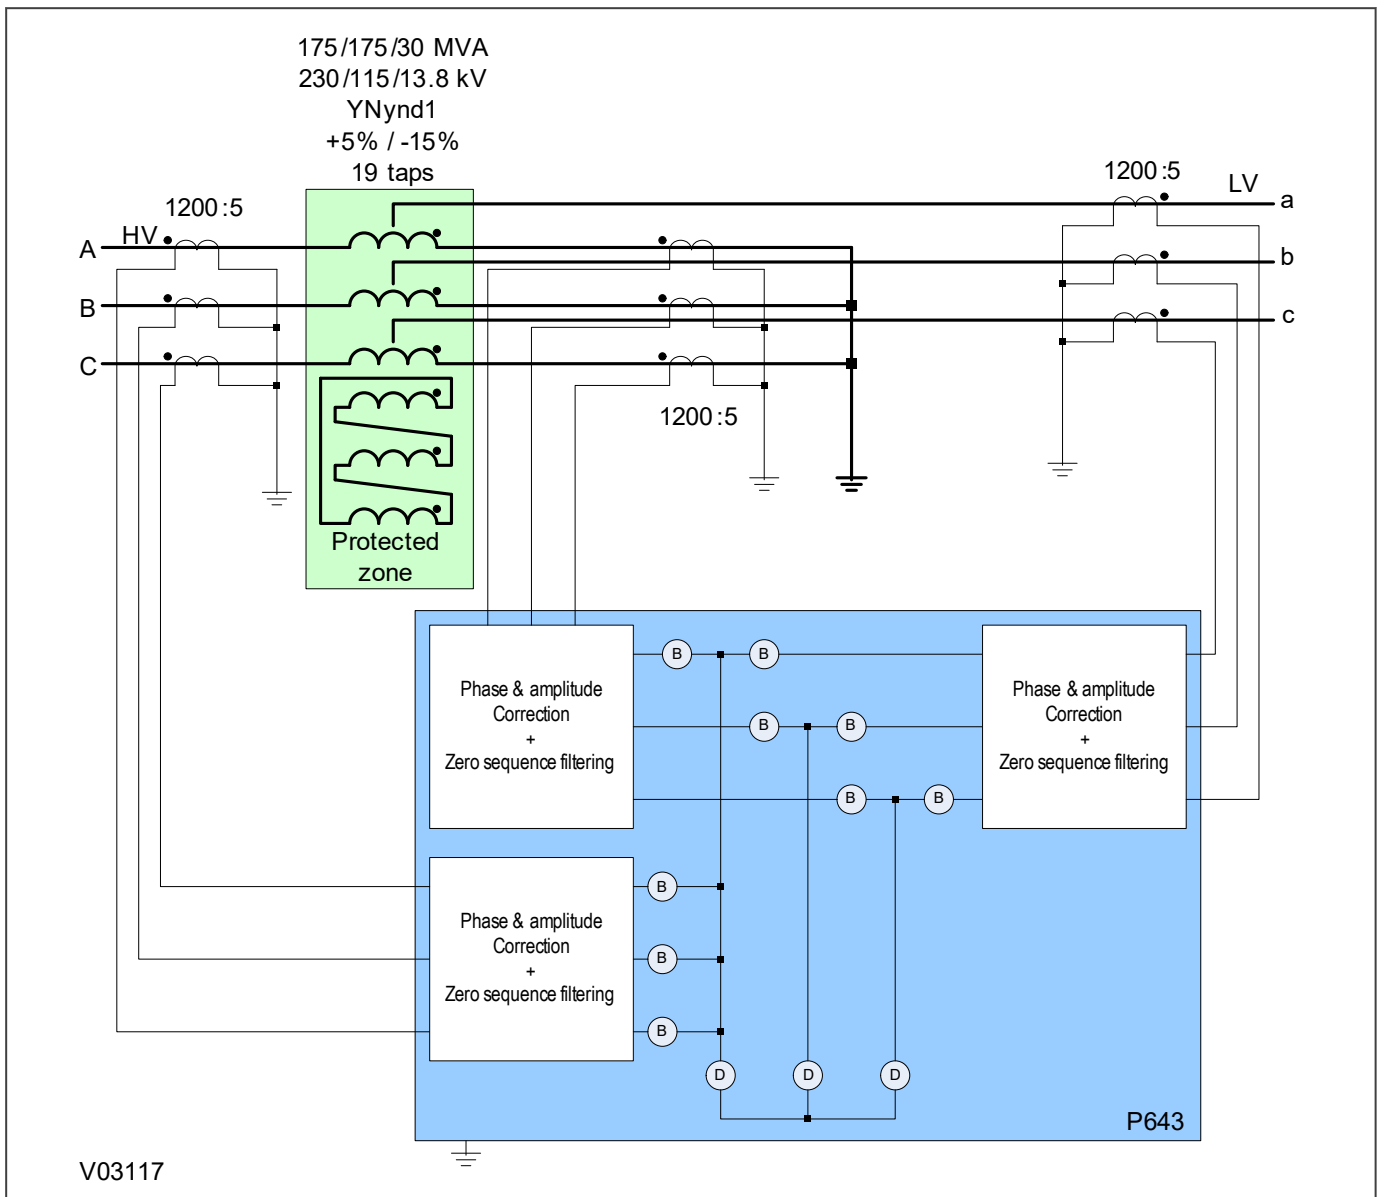 175/175/30 MVA
230/115/13.8 kV
YNynd1
+5% / -15%
19 taps
1200:5
1200:5
LV
a
HV
A
b
B
c
C
1200:5
Protected
zone
Phase & amplitude
Correction
+
Zero sequence filtering
B
B
Phase & amplitude
Correction
+
Zero sequence filtering
B
B
B
B
Phase & amplitude
Correction
+
Zero sequence filtering
B
B
B
D
D
D
P643
V03117